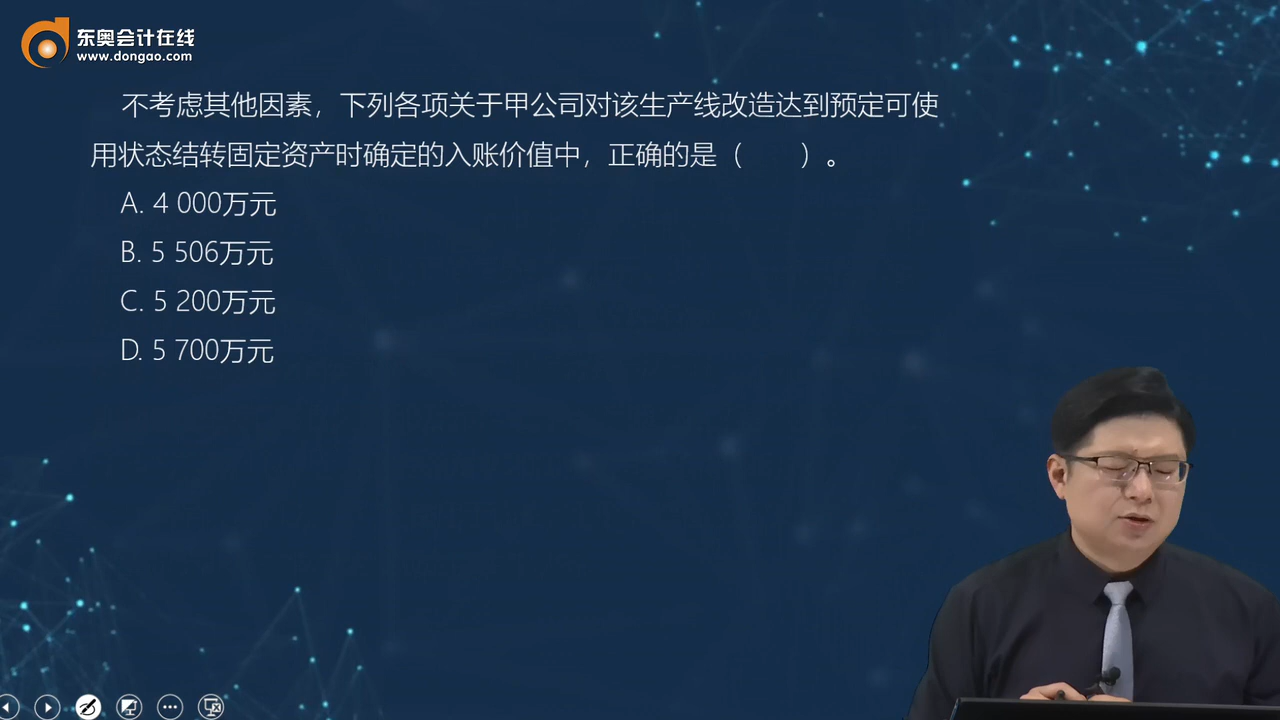 东奥会计在线
www.dongao.com
不考虑其他因素，下列各项关于甲公司对该生产线改造达到预定可使
用状态结转固定资产时确定的入账价值中，正确的是（　　）。
A. 4 000万元
B. 5 506万元
C. 5 200万元
D. 5 700万元